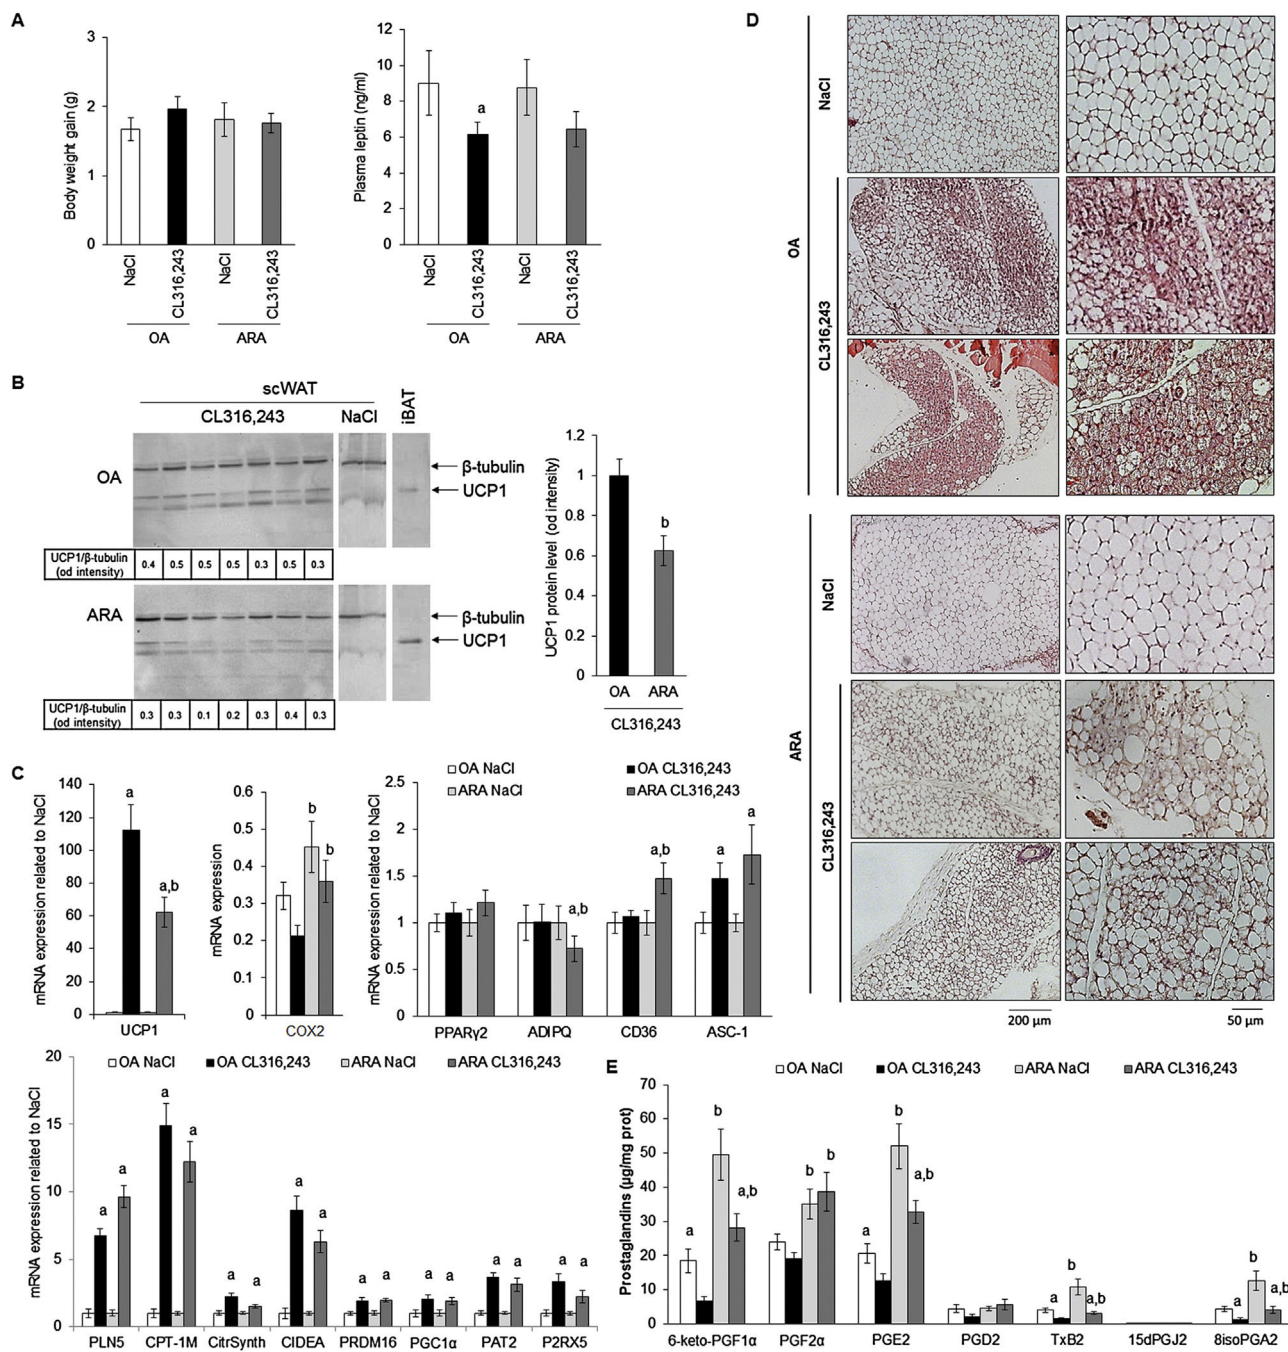 A
Body weight gain (g)
3
2
1
0
NaCl
CL316,243
NaCl
CL316,243
OA
ARA
Plasma leptin (ng/ml)
12
10
8
6
4
2
0
a
NaCl
CL316,243
NaCl
CL316,243
OA
ARA
B
scWAT
CL316,243
NaCl
iBAT
OA
β-tubulin
UCP1
UCP1/β-tubulin
(od intensity)
0.4 0.5 0.5 0.5 0.3 0.5 0.3
ARA
β-tubulin
UCP1
UCP1/β-tubulin
(od intensity)
0.3 0.3 0.1 0.2 0.3 0.4 0.3
UCP1 protein level (od intensity)
1.2
1
0.8
0.6
0.4
0.2
0
b
OA ARA
CL316,243
C
mRNA expression related to NaCl
140
120
100
80
60
40
20
0
a
a,b
UCP1
mRNA expression
0.6
0.5
0.4
0.3
0.2
0.1
0
b
b
COX2
mRNA expression related to NaCl
2.5
2
1.5
1
0.5
0
OA NaCl OA CL316,243
ARA NaCl ARA CL316,243
a,b
a,b
a
a
PPARγ2 ADIPQ CD36 ASC-1
mRNA expression related to NaCl
20
15
10
5
0
OA NaCl OA CL316,243 ARA NaCl ARA CL316,243
a a a a a a a a a a a a a a a a
PLN5 CPT-1M CitrSynth CIDEA PRDM16 PGC1α PAT2 P2RX5
D
NaCl
OA
CL316,243
NaCl
ARA
CL316,243
200 μm
50 μm
E
OA NaCl OA CL316,243 ARA NaCl ARA CL316,243
Prostaglandins (μg/mg prot)
70
60
50
40
30
20
10
0
a b a,b b b a b a,b a b a,b a b a,b
6-keto-PGF1α PGF2α PGE2 PGD2 TxB2 15dPGJ2 8isoPGA2